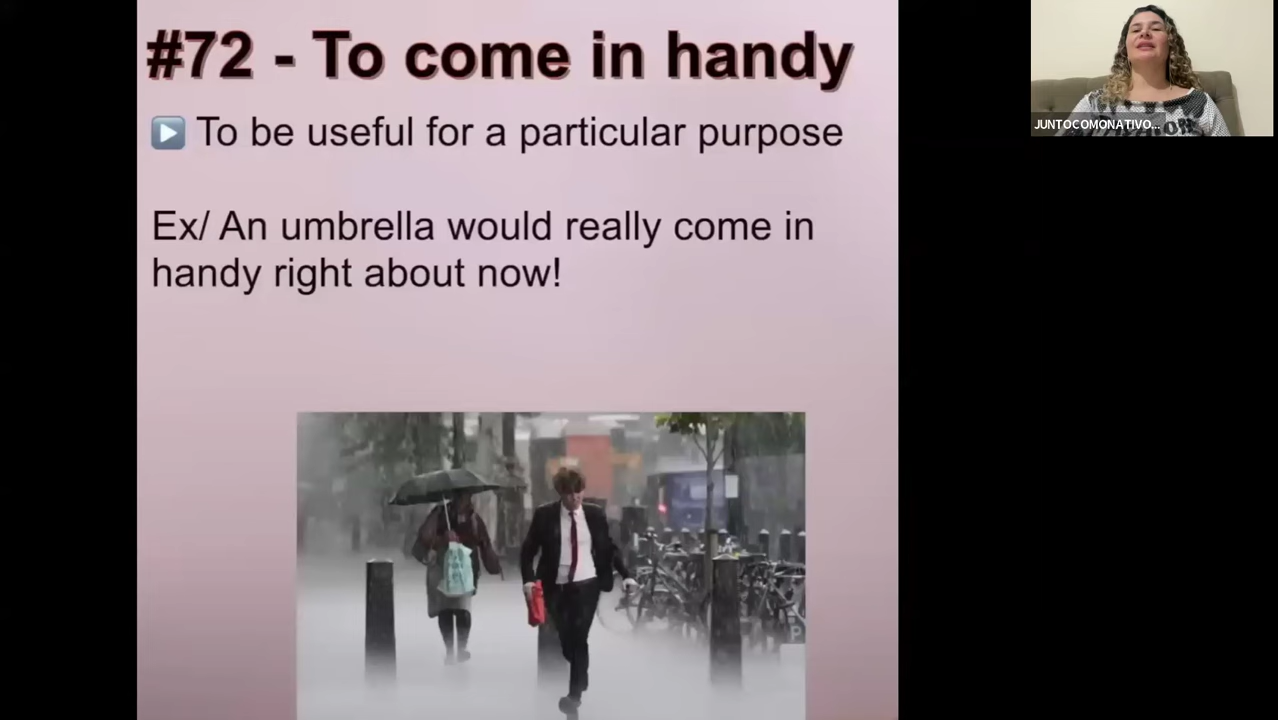 #72 - To come in handy
To be useful for a particular purpose
Ex/ An umbrella would really come in
handy right about now!
JUNTOCOMONATIVO...